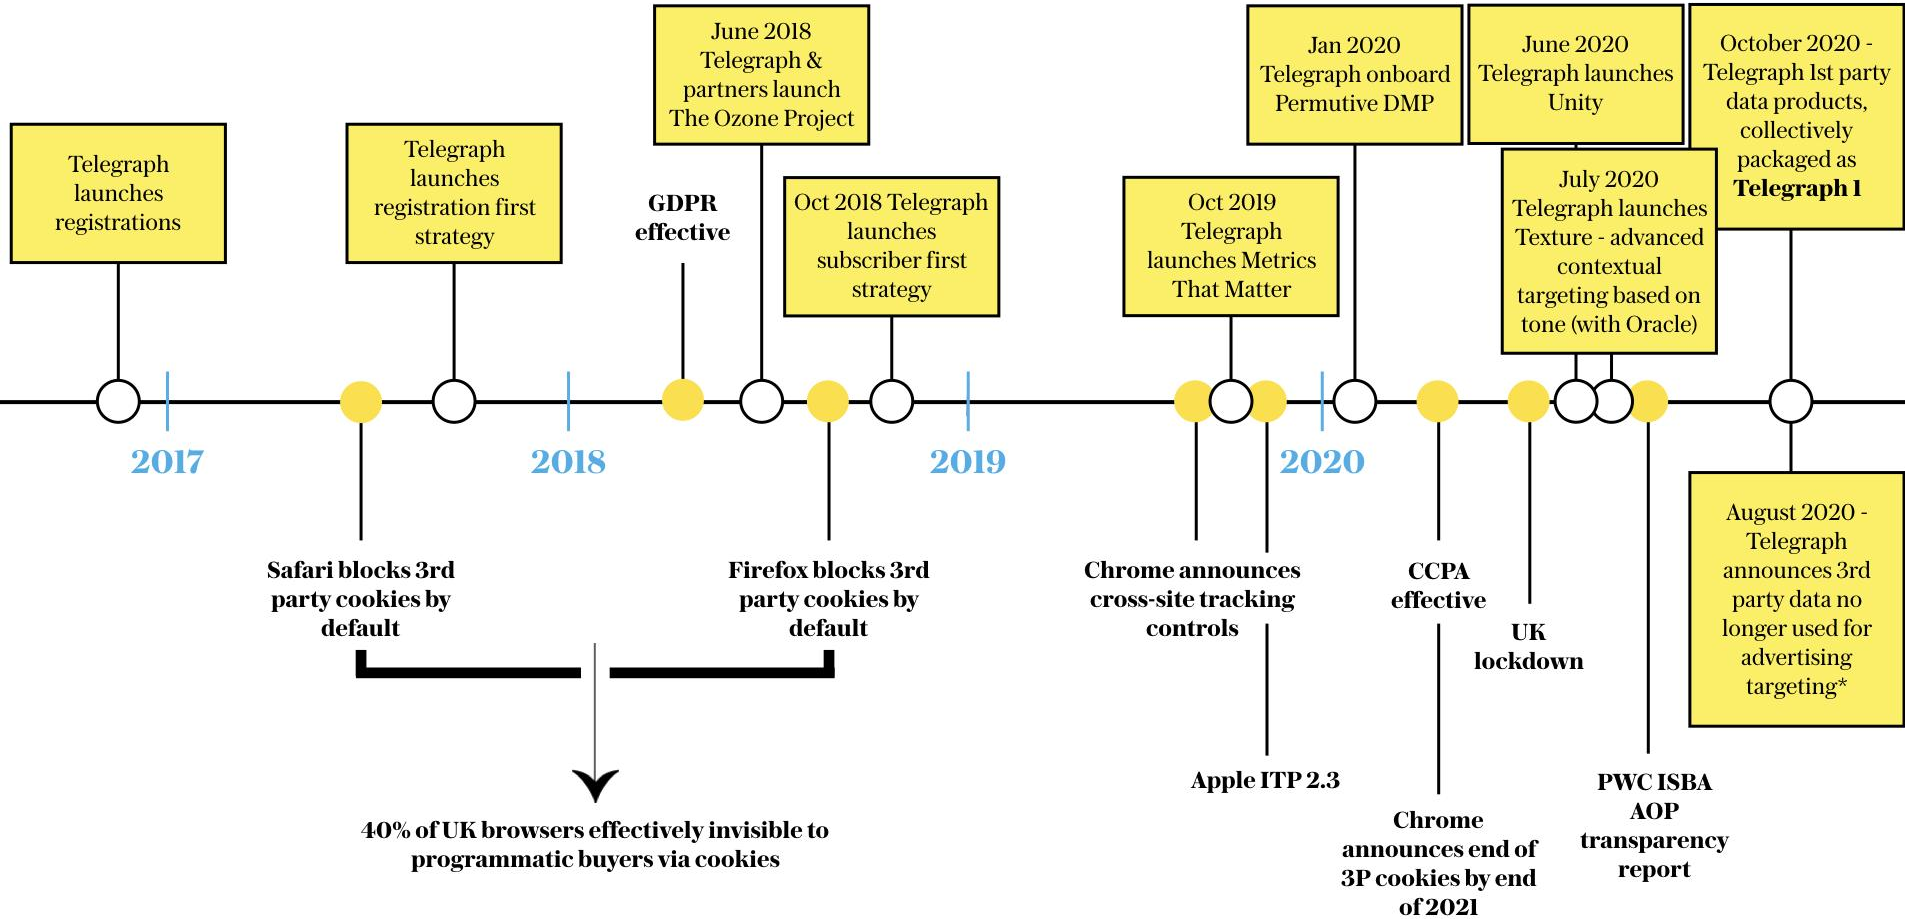 Telegraph
launches
registrations
Telegraph
launches
registration first
strategy
GDPR
effective
June 2018
Telegraph &
partners launch
The Ozone Project
Oct 2018 Telegraph
launches
subscriber first
strategy
Oct 2019
Telegraph
launches Metrics
That Matter
Jan 2020
Telegraph onboard
Permutive DMP
June 2020
Telegraph launches
Unity
July 2020
Telegraph launches
Texture - advanced
contextual
targeting based on
tone (with Oracle)
October 2020 -
Telegraph 1st party
data products,
collectively
packaged as
Telegraph 1
2017
2018
2019
2020
Safari blocks 3rd
party cookies by
default
Firefox blocks 3rd
party cookies by
default
40% of UK browsers effectively invisible to
programmatic buyers via cookies
Chrome announces
cross-site tracking
controls
Apple ITP 2.3
CCPA
effective
Chrome
announces end of
3P cookies by end
of 2021
UK
lockdown
PWC ISBA
AOP
transparency
report
August 2020 -
Telegraph
announces 3rd
party data no
longer used for
advertising
targeting*